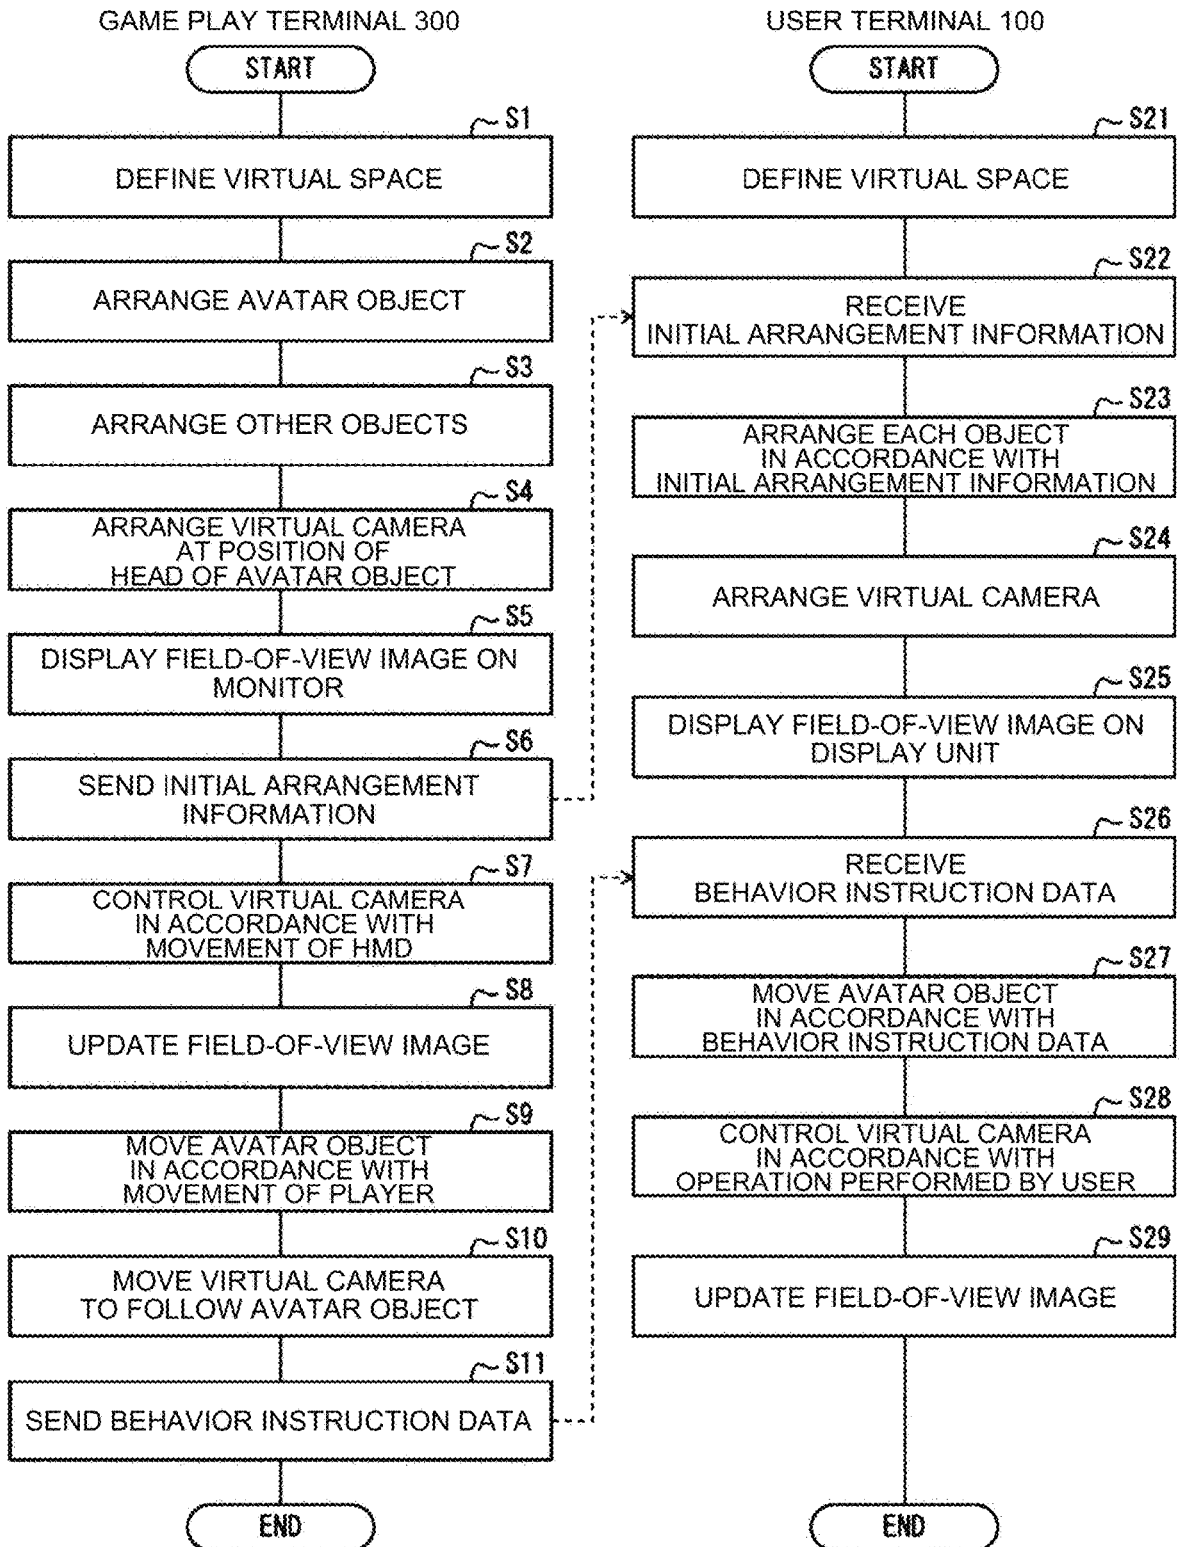 GAME PLAY TERMINAL 300
START
S1
DEFINE VIRTUAL SPACE
S2
ARRANGE AVATAR OBJECT
S3
ARRANGE OTHER OBJECTS
S4
ARRANGE VIRTUAL CAMERA
AT POSITION OF
HEAD OF AVATAR OBJECT
S5
DISPLAY FIELD-OF-VIEW IMAGE ON
MONITOR
S6
SEND INITIAL ARRANGEMENT
INFORMATION
S7
CONTROL VIRTUAL CAMERA
IN ACCORDANCE WITH
MOVEMENT OF HMD
S8
UPDATE FIELD-OF-VIEW IMAGE
S9
MOVE AVATAR OBJECT
IN ACCORDANCE WITH
MOVEMENT OF PLAYER
S10
MOVE VIRTUAL CAMERA
TO FOLLOW AVATAR OBJECT
S11
SEND BEHAVIOR INSTRUCTION DATA
END
USER TERMINAL 100
START
S21
DEFINE VIRTUAL SPACE
S22
RECEIVE
INITIAL ARRANGEMENT INFORMATION
S23
ARRANGE EACH OBJECT
IN ACCORDANCE WITH
INITIAL ARRANGEMENT INFORMATION
S24
ARRANGE VIRTUAL CAMERA
S25
DISPLAY FIELD-OF-VIEW IMAGE ON
DISPLAY UNIT
S26
RECEIVE
BEHAVIOR INSTRUCTION DATA
S27
MOVE AVATAR OBJECT
IN ACCORDANCE WITH
BEHAVIOR INSTRUCTION DATA
S28
CONTROL VIRTUAL CAMERA
IN ACCORDANCE WITH
OPERATION PERFORMED BY USER
S29
UPDATE FIELD-OF-VIEW IMAGE
END